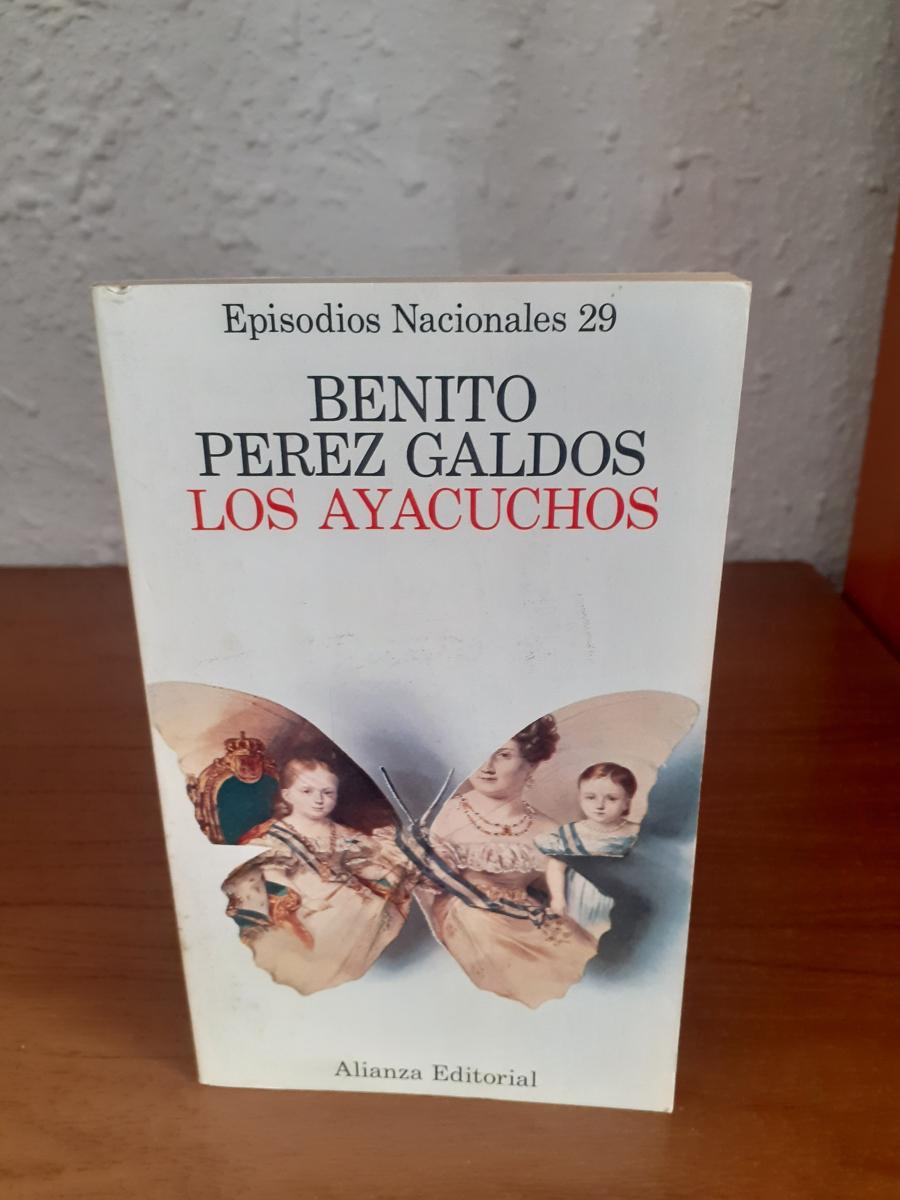 Episodios Nacionales 29
BENITO
PEREZ GALDOS
LOS AYACUCHOS
Alianza Editorial